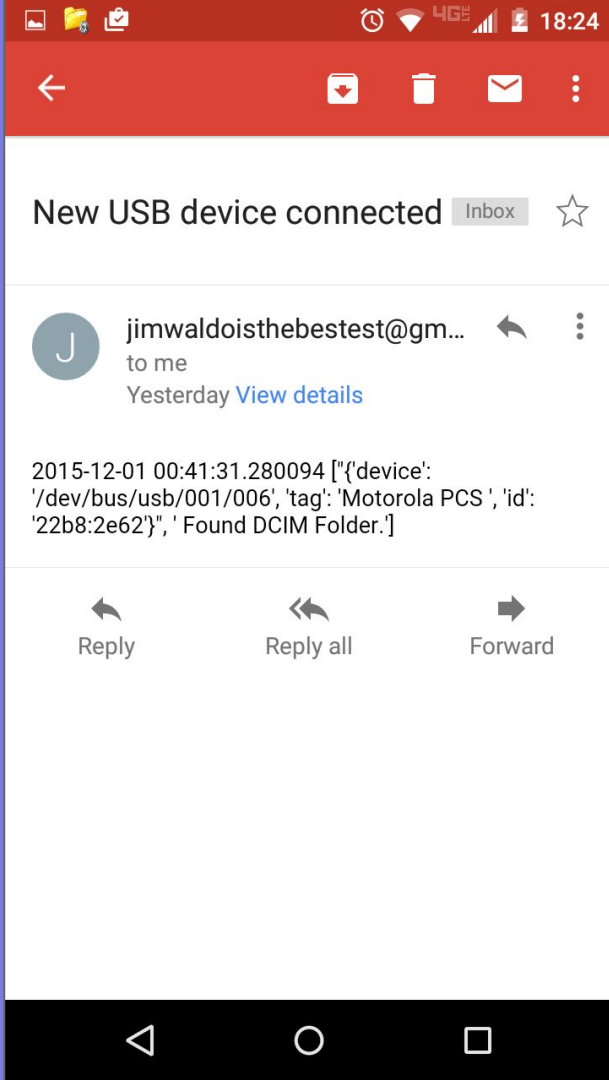 4G LTE 18:24
New USB device connected Inbox
J
jimwaldoisthebestest@gm...
to me
Yesterday View details
2015-12-01 00:41:31.280094 ["{'device':
'/dev/bus/usb/001/006', 'tag': 'Motorola PCS ', 'id':
'22b8:2e62'}", ' Found DCIM Folder.']
Reply Reply all Forward